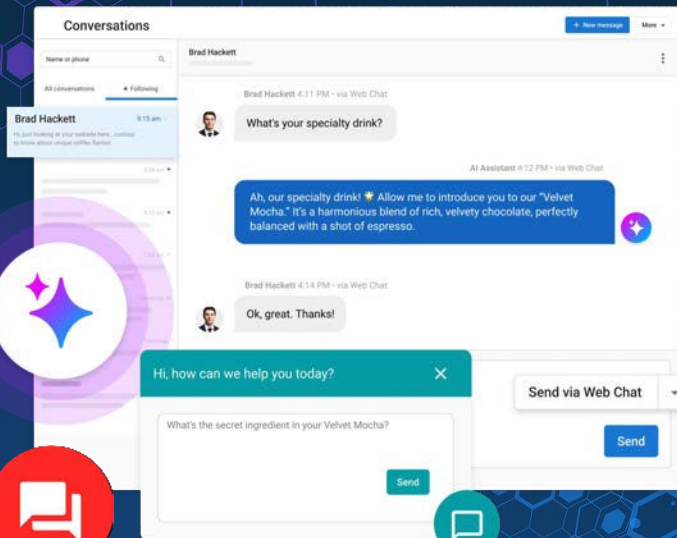 Conversations
+ New message
More
Name or phone
All conversations
+ Following
Brad Hackett
9:15 am
Hi, just looking at your website here...curious
to know about unique coffee flavors
Brad Hackett
Brad Hackett 4:11 PM - via Web Chat
What's your specialty drink?
AI Assistant 4:12 PM - via Web Chat
Ah, our specialty drink! 🌟 Allow me to introduce you to our "Velvet
Mocha." It's a harmonious blend of rich, velvety chocolate, perfectly
balanced with a shot of espresso.
Brad Hackett 4:14 PM - via Web Chat
Ok, great. Thanks!
Send via Web Chat
Send
Hi, how can we help you today?
What's the secret ingredient in your Velvet Mocha?
Send